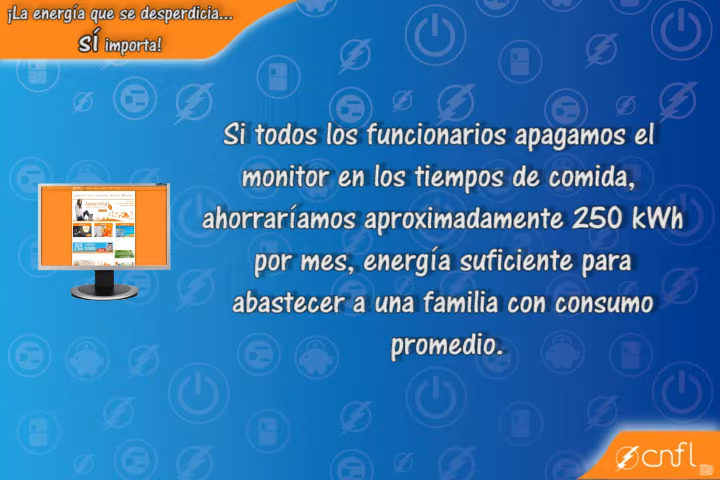 ¡La energía que se desperdicia...
SÍ importa!
Si todos los funcionarios apagamos el
monitor en los tiempos de comida,
ahorraríamos aproximadamente 250 kWh
por mes, energía suficiente para
abastecer a una familia con consumo
promedio.
cnfl